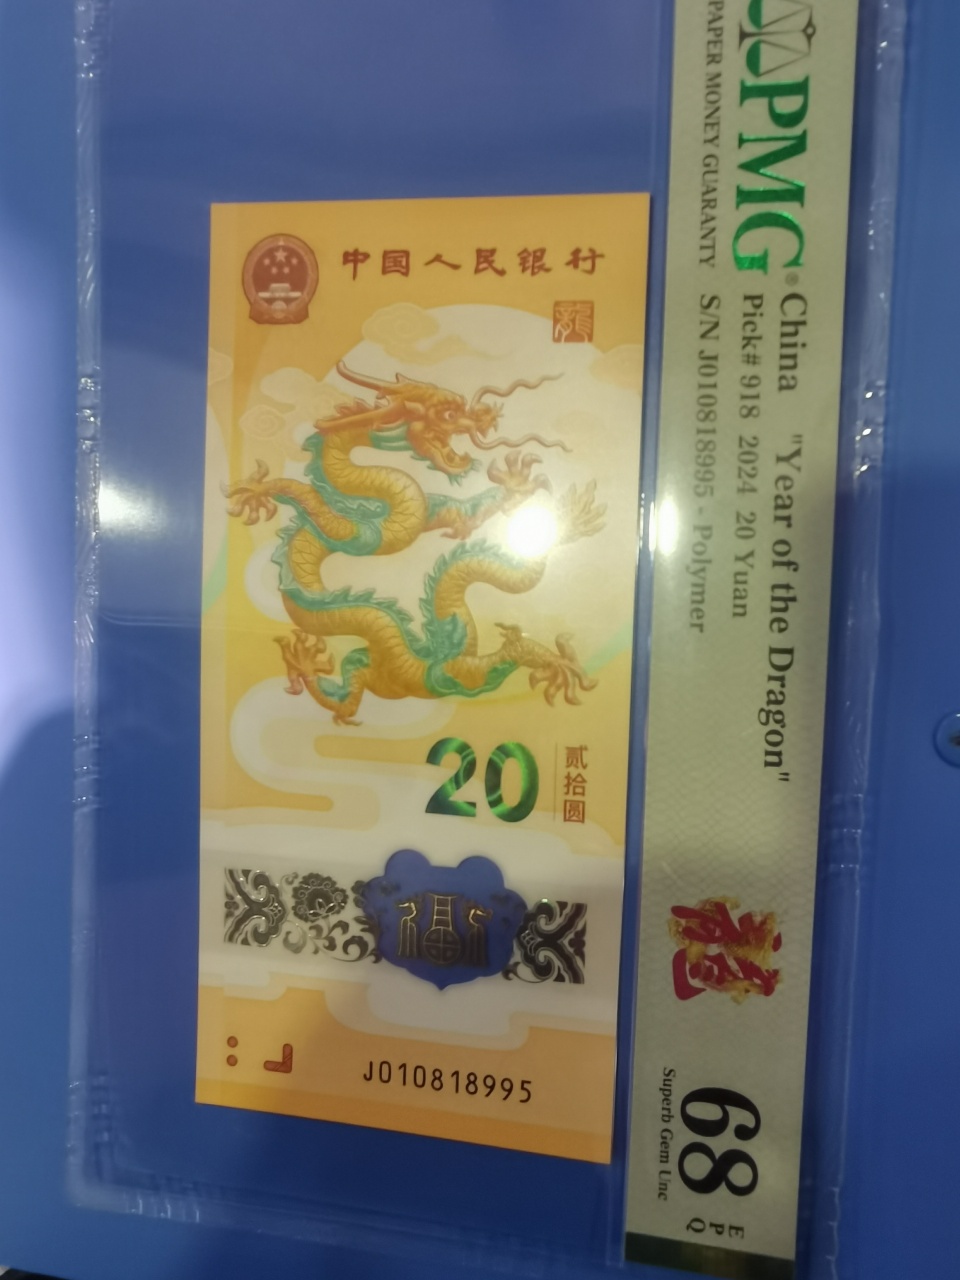 PMG®
PAPER MONEY GUARANTY
China "Year of the Dragon"
Pick# 918 2024 20 Yuan
S/N J010818995 - Polymer
68
EPQ
Superb Gem Unc
中国人民银行
龍
20
贰拾圆
J010818995